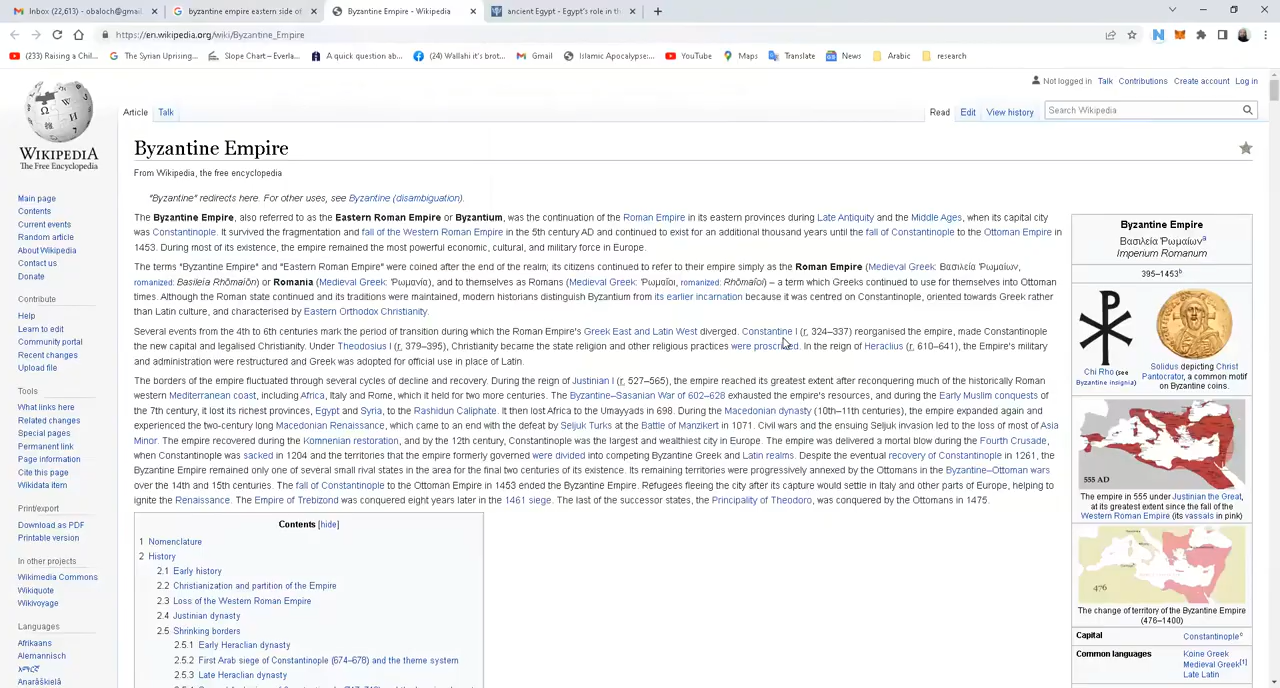 Inbox (22,613) - obaloch@gmail
byzantine empire eastern side of
Byzantine Empire - Wikipedia
ancient Egypt - Egypt's role in th
https://en.wikipedia.org/wiki/Byzantine_Empire
(233) Raising a Chil...
The Syrian Uprising...
Slope Chart – Everla...
A quick question ab...
(24) Wallahi it's brot...
Gmail
Islamic Apocalypse:...
YouTube
Maps
Translate
News
Arabic
research
Not logged in Talk Contributions Create account Log in
Article Talk
Read Edit View history
Search Wikipedia
WIKIPEDIA
The Free Encyclopedia
Main page
Contents
Current events
Random article
About Wikipedia
Contact us
Donate
Contribute
Help
Learn to edit
Community portal
Recent changes
Upload file
Tools
What links here
Related changes
Special pages
Permanent link
Page information
Cite this page
Wikidata item
Print/export
Download as PDF
Printable version
In other projects
Wikimedia Commons
Wikiquote
Wikivoyage
Languages
Afrikaans
Alemannisch
አማርኛ
Anarâškielâ
Byzantine Empire
From Wikipedia, the free encyclopedia
"Byzantine" redirects here. For other uses, see Byzantine (disambiguation).
The Byzantine Empire, also referred to as the Eastern Roman Empire or Byzantium, was the continuation of the Roman Empire in its eastern provinces during Late Antiquity and the Middle Ages, when its capital city
was Constantinople. It survived the fragmentation and fall of the Western Roman Empire in the 5th century AD and continued to exist for an additional thousand years until the fall of Constantinople to the Ottoman Empire in
1453. During most of its existence, the empire remained the most powerful economic, cultural, and military force in Europe.
The terms "Byzantine Empire" and "Eastern Roman Empire" were coined after the end of the realm; its citizens continued to refer to their empire simply as the Roman Empire (Medieval Greek: Βασιλεία Ῥωμαίων,
romanized: Basileía Rhōmaíōn) or Romania (Medieval Greek: Ῥωμανία), and to themselves as Romans (Medieval Greek: Ῥωμαῖοι, romanized: Rhōmaîoi) – a term which Greeks continued to use for themselves into Ottoman
times. Although the Roman state continued and its traditions were maintained, modern historians distinguish Byzantium from its earlier incarnation because it was centred on Constantinople, oriented towards Greek rather
than Latin culture, and characterised by Eastern Orthodox Christianity.
Several events from the 4th to 6th centuries mark the period of transition during which the Roman Empire's Greek East and Latin West diverged. Constantine I (r. 324–337) reorganised the empire, made Constantinople
the new capital and legalised Christianity. Under Theodosius I (r. 379–395), Christianity became the state religion and other religious practices were proscribed. In the reign of Heraclius (r. 610–641), the Empire's military
and administration were restructured and Greek was adopted for official use in place of Latin.
The borders of the empire fluctuated through several cycles of decline and recovery. During the reign of Justinian I (r. 527–565), the empire reached its greatest extent after reconquering much of the historically Roman
western Mediterranean coast, including Africa, Italy and Rome, which it held for two more centuries. The Byzantine–Sasanian War of 602–628 exhausted the empire's resources, and during the Early Muslim conquests of
the 7th century, it lost its richest provinces, Egypt and Syria, to the Rashidun Caliphate. It then lost Africa to the Umayyads in 698. During the Macedonian dynasty (10th–11th centuries), the empire expanded again and
experienced the two-century long Macedonian Renaissance, which came to an end with the defeat by Seljuk Turks at the Battle of Manzikert in 1071. Civil wars and the ensuing Seljuk invasion led to the loss of most of Asia
Minor. The empire recovered during the Komnenian restoration, and by the 12th century, Constantinople was the largest and wealthiest city in Europe. The empire was delivered a mortal blow during the Fourth Crusade,
when Constantinople was sacked in 1204 and the territories that the empire formerly governed were divided into competing Byzantine Greek and Latin realms. Despite the eventual recovery of Constantinople in 1261, the
Byzantine Empire remained only one of several small rival states in the area for the final two centuries of its existence. Its remaining territories were progressively annexed by the Ottomans in the Byzantine–Ottoman wars
over the 14th and 15th centuries. The fall of Constantinople to the Ottoman Empire in 1453 ended the Byzantine Empire. Refugees fleeing the city after its capture would settle in Italy and other parts of Europe, helping to
ignite the Renaissance. The Empire of Trebizond was conquered eight years later in the 1461 siege. The last of the successor states, the Principality of Theodoro, was conquered by the Ottomans in 1475.
Contents [hide]
1 Nomenclature
2 History
2.1 Early history
2.2 Christianization and partition of the Empire
2.3 Loss of the Western Roman Empire
2.4 Justinian dynasty
2.5 Shrinking borders
2.5.1 Early Heraclian dynasty
2.5.2 First Arab siege of Constantinople (674–678) and the theme system
2.5.3 Late Heraclian dynasty
Byzantine Empire
Βασιλεία Ῥωμαίωνa
Imperium Romanum
395–1453b
Chi Rho (see
Byzantine insignia)
Solidus depicting Christ
Pantocrator, a common motif
on Byzantine coins.
555 AD
The empire in 555 under Justinian the Great,
at its greatest extent since the fall of the
Western Roman Empire (its vassals in pink)
476
The change of territory of the Byzantine Empire
(476–1400)
Capital Constantinoplec
Common languages Koine Greek
Medieval Greek[1]
Late Latin